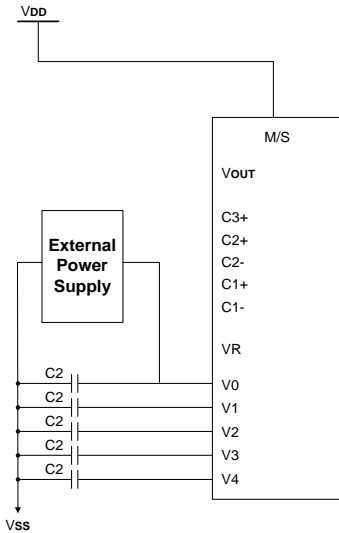 VDD
M/S
VOUT
C3+
C2+
C2-
C1+
C1-
VR
External
Power
Supply
C2 V0
C2 V1
C2 V2
C2 V3
C2 V4
VSS